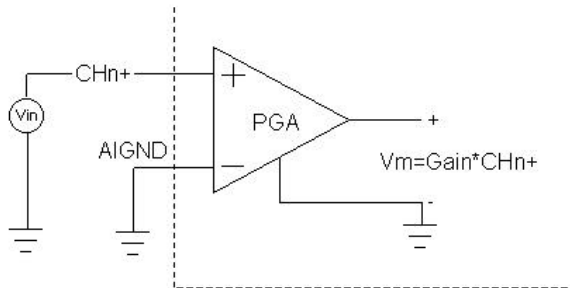 CHn+
Vin
+
PGA
+
AIGND
−
Vm=Gain*CHn+
-